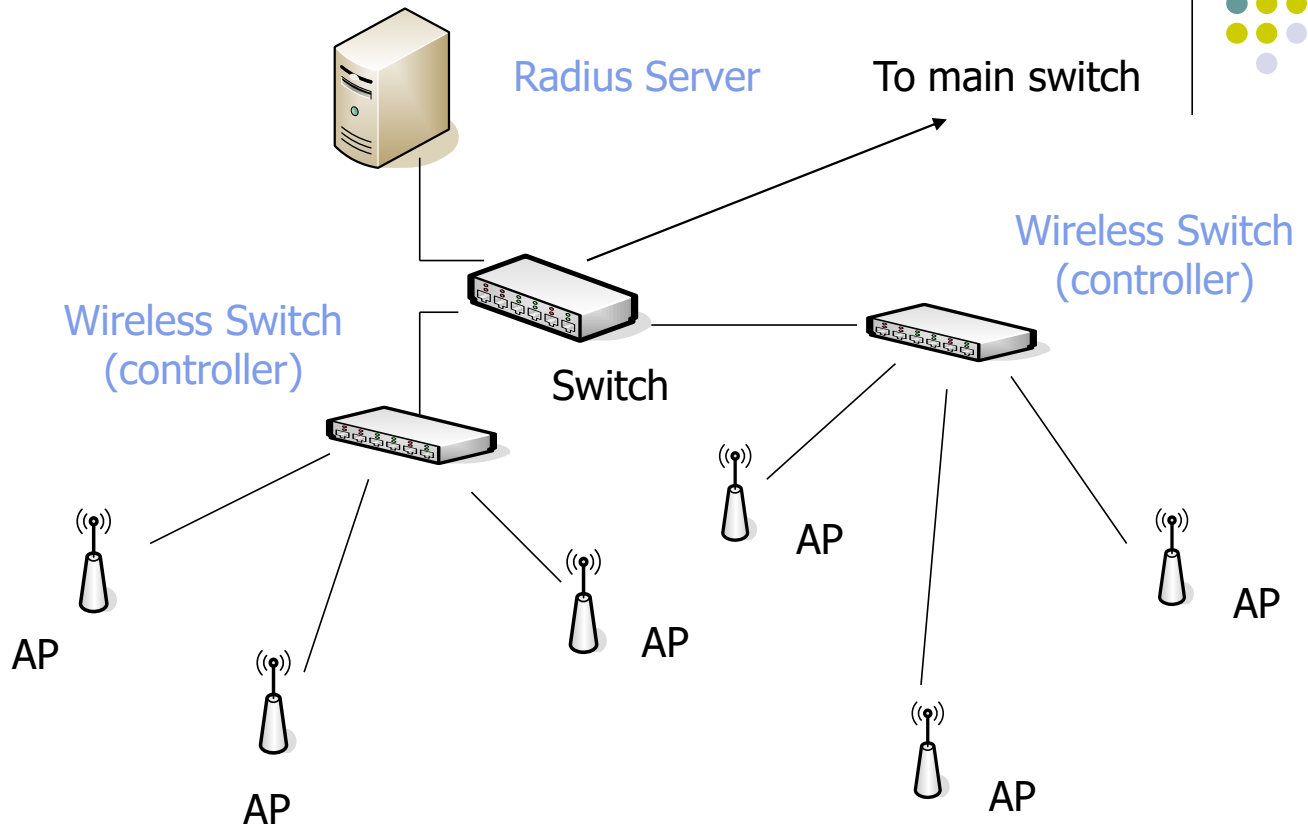 Radius Server
To main switch
Wireless Switch
(controller)
Wireless Switch
(controller)
Switch
AP
AP
AP
AP
AP
AP